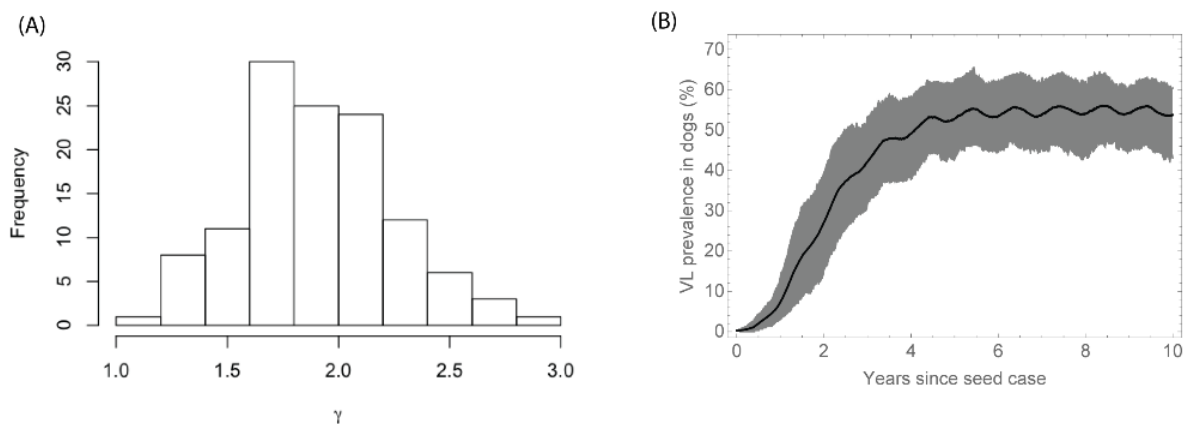 (A)
30
25
20
15
10
5
0
Frequency
1.0 1.5 2.0 2.5 3.0
γ
(B)
70
60
50
40
30
20
10
0
VL prevalence in dogs (%)
0 2 4 6 8 10
Years since seed case